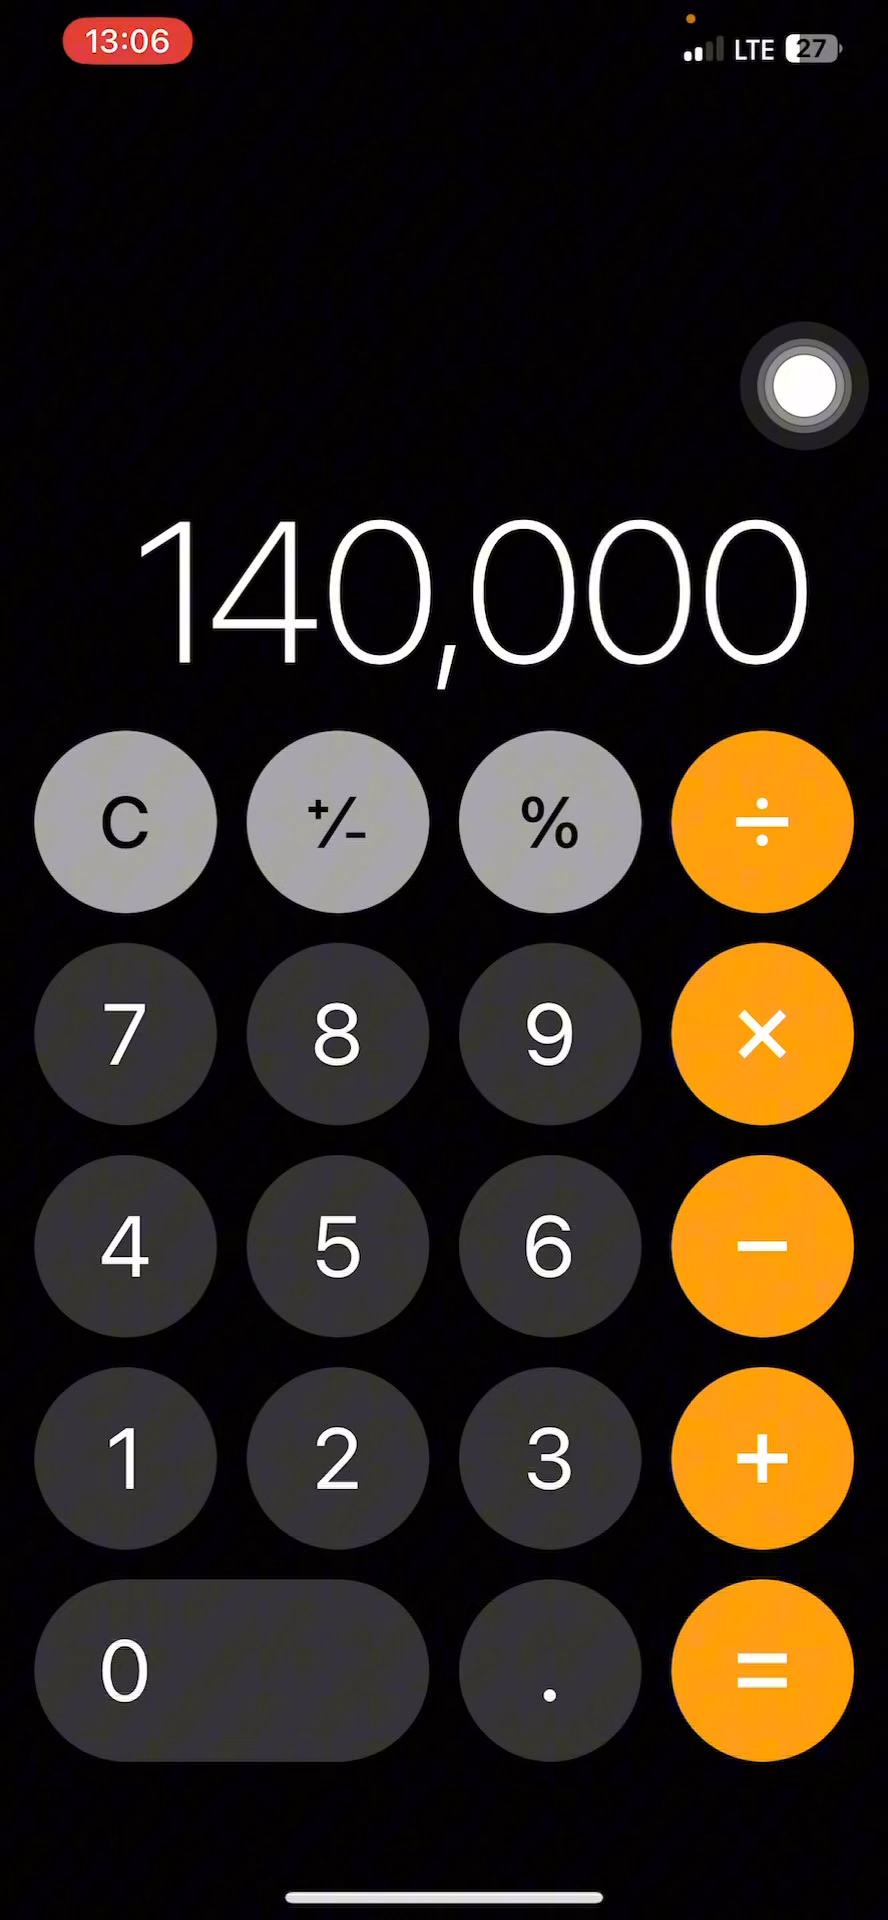 13:06 LTE 27
140,000
C +/- % ÷
7 8 9 ×
4 5 6 −
1 2 3 +
0 . =